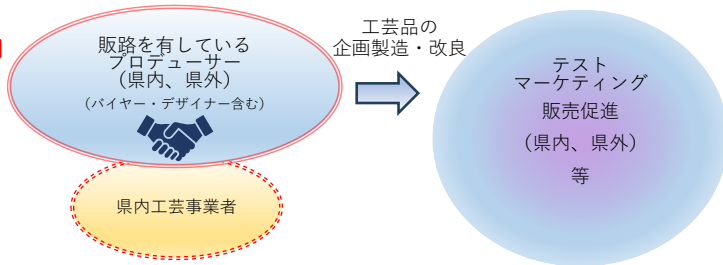 販路を有している
プロデューサー
（県内、県外）
（バイヤー・デザイナー含む）
県内工芸事業者
工芸品の
企画製造・改良
テスト
マーケティング
販売促進
（県内、県外）
等